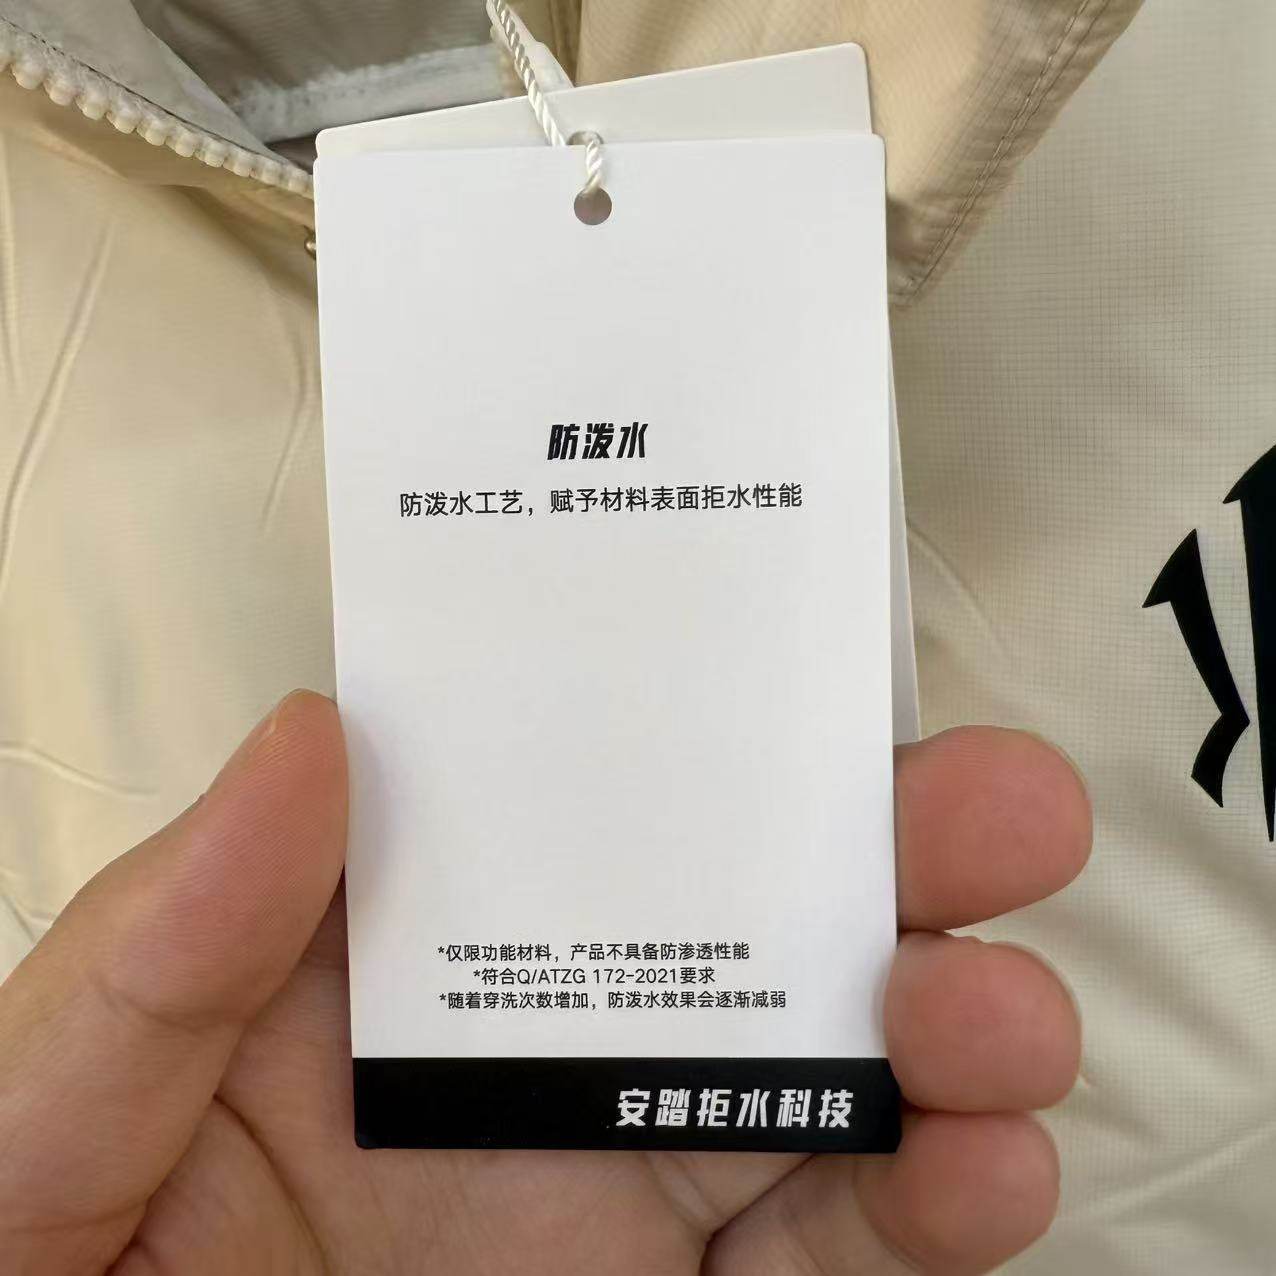 防泼水
防泼水工艺，赋予材料表面拒水性能
*仅限功能材料，产品不具备防渗透性能
*符合Q/ATZG 172-2021要求
*随着穿洗次数增加，防泼水效果会逐渐减弱
安踏拒水科技